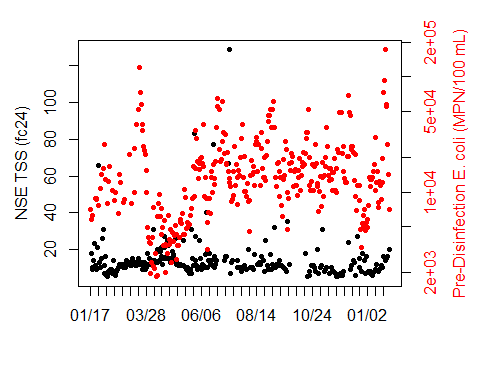 NSE TSS (fc24)
20 40 60 80 100
2e+03 1e+04 5e+04 2e+05
Pre-Disinfection E. coli (MPN/100 mL)
01/17 03/28 06/06 08/14 10/24 01/02